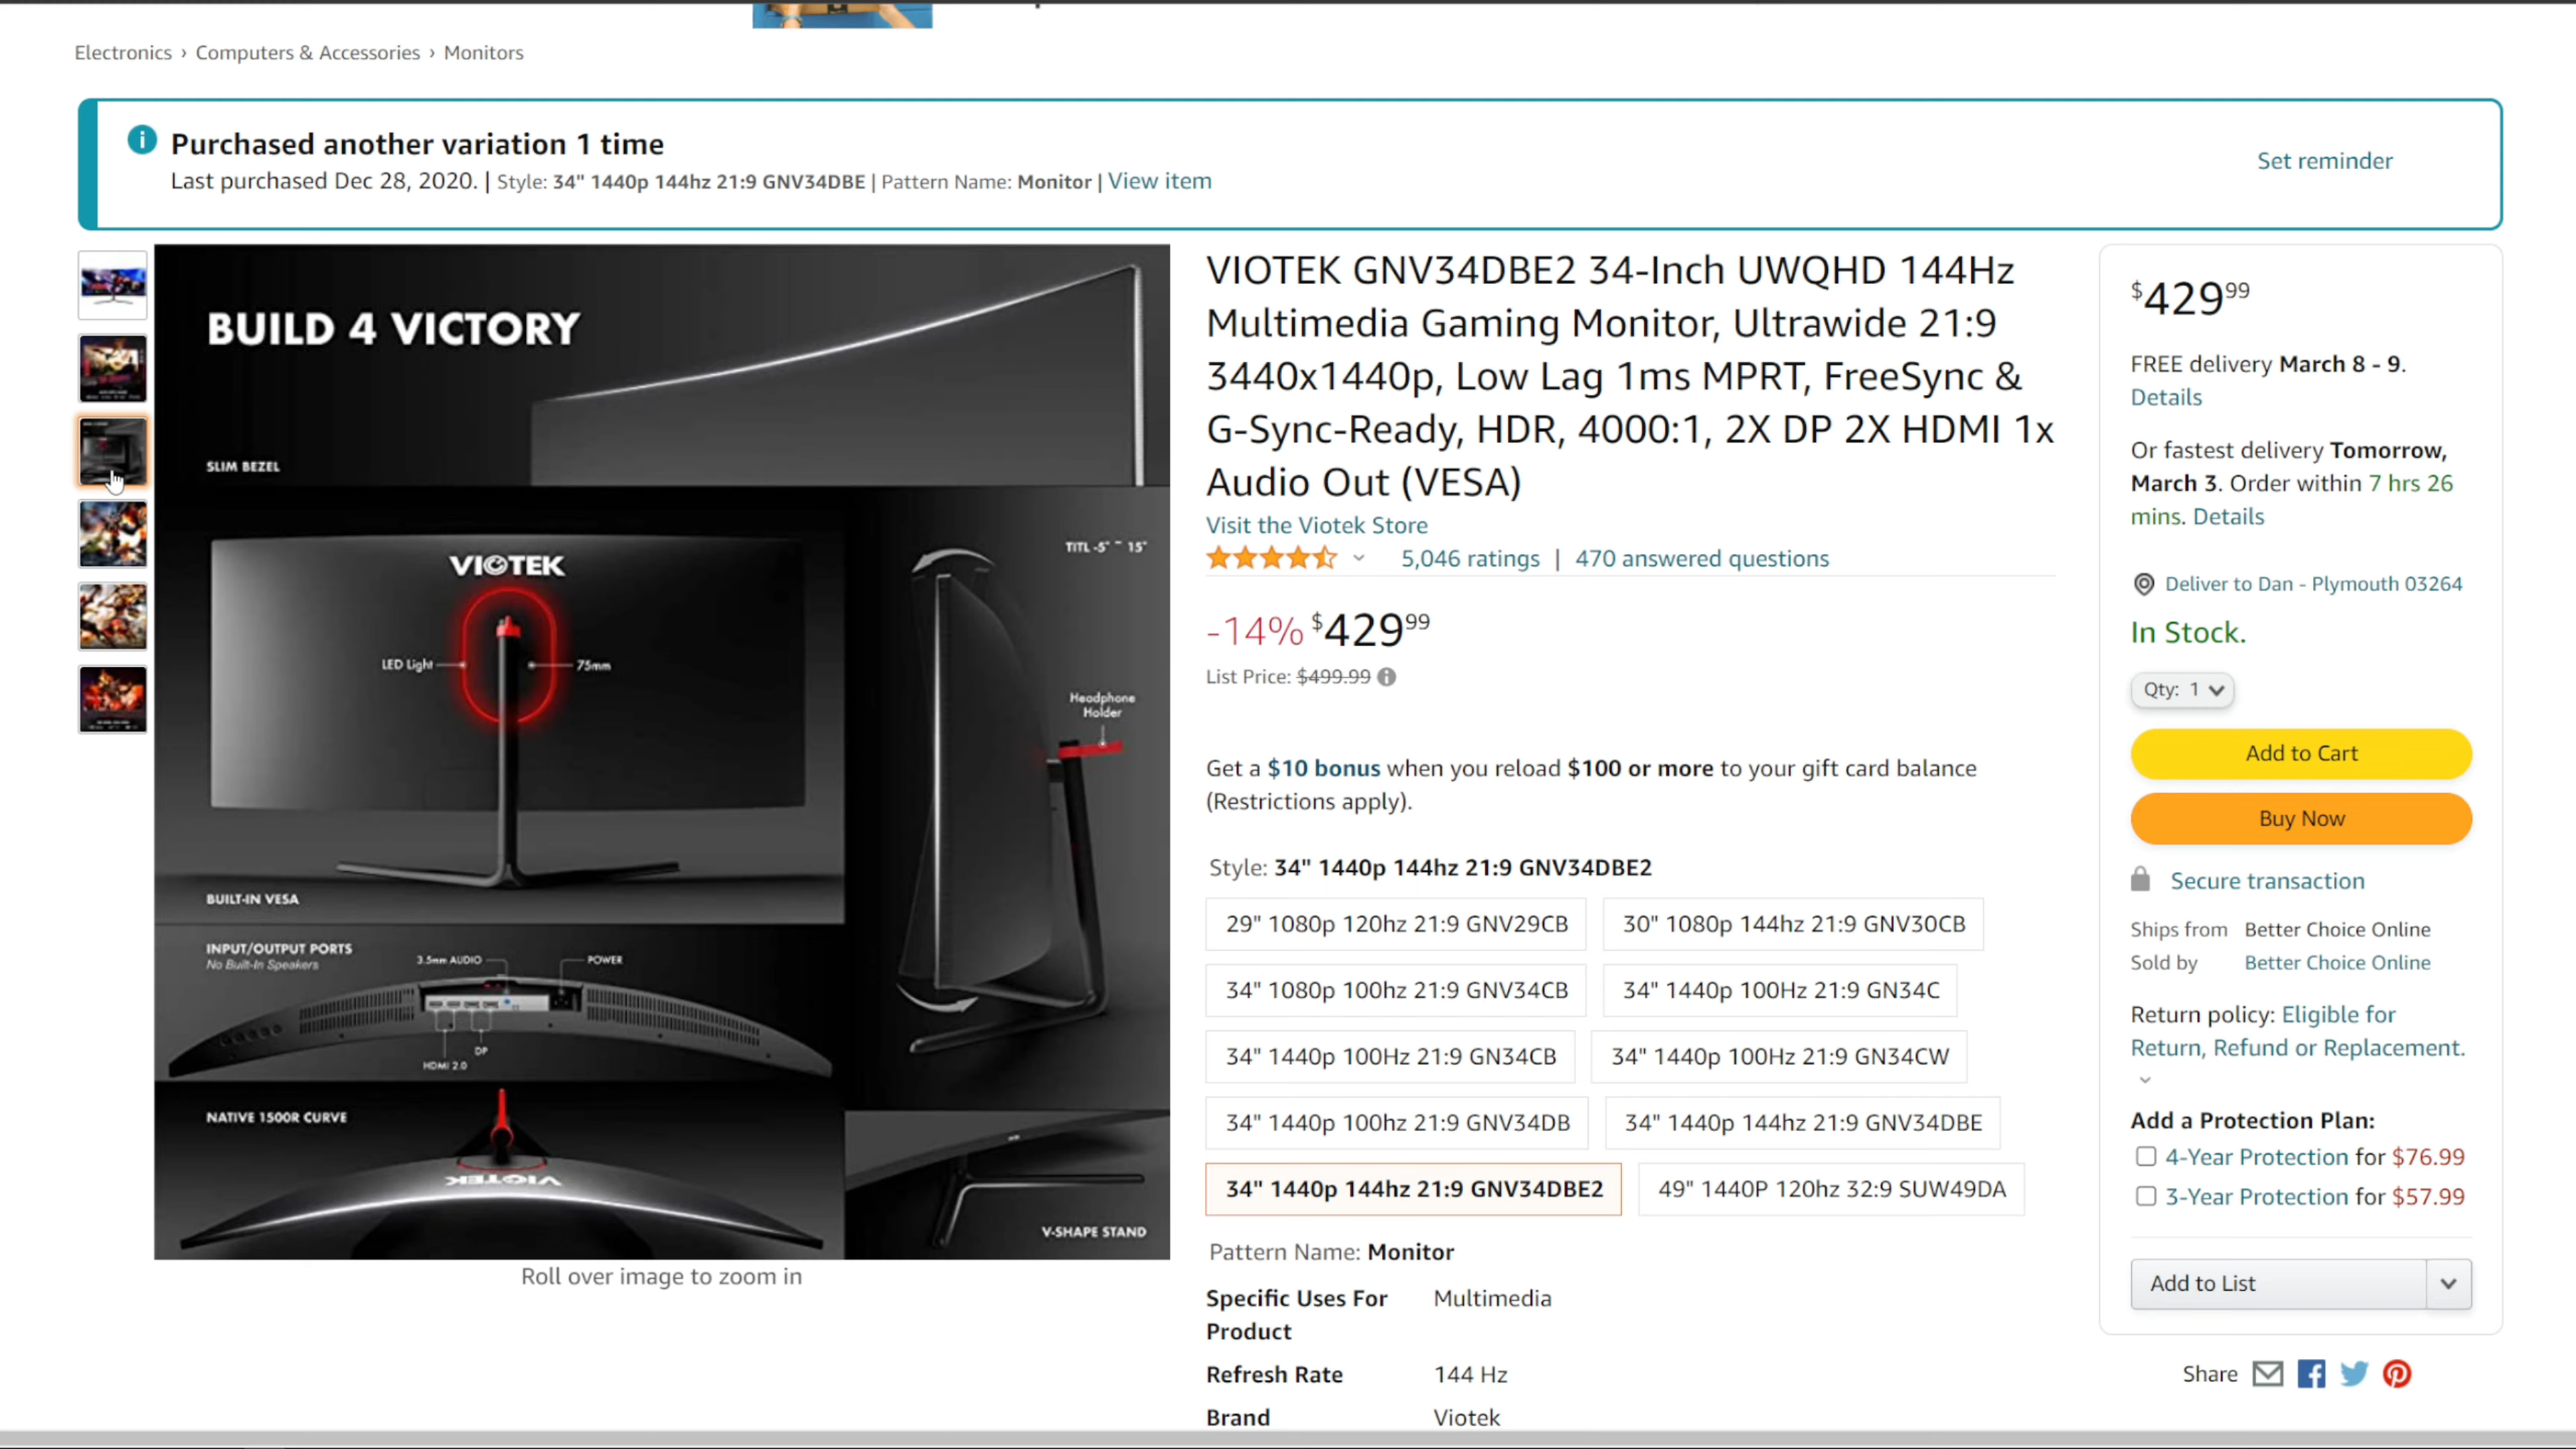 Electronics › Computers & Accessories › Monitors
Purchased another variation 1 time
Last purchased Dec 28, 2020. | Style: 34" 1440p 144hz 21:9 GNV34DBE | Pattern Name: Monitor | View item
Set reminder
BUILD 4 VICTORY
SLIM BEZEL
VIOTEK
LED Light
75mm
TITL -5° ~ 15°
Headphone
Holder
BUILT-IN VESA
INPUT/OUTPUT PORTS
No Built-In Speakers
3.5mm AUDIO
POWER
DP
HDMI 2.0
NATIVE 1500R CURVE
VIOTEK
V-SHAPE STAND
Roll over image to zoom in
VIOTEK GNV34DBE2 34-Inch UWQHD 144Hz
Multimedia Gaming Monitor, Ultrawide 21:9
3440x1440p, Low Lag 1ms MPRT, FreeSync &
G-Sync-Ready, HDR, 4000:1, 2X DP 2X HDMI 1x
Audio Out (VESA)
Visit the Viotek Store
5,046 ratings | 470 answered questions
-14% $429.99
List Price: $499.99
Get a $10 bonus when you reload $100 or more to your gift card balance
(Restrictions apply).
Style: 34" 1440p 144hz 21:9 GNV34DBE2
29" 1080p 120hz 21:9 GNV29CB
30" 1080p 144hz 21:9 GNV30CB
34" 1080p 100hz 21:9 GNV34CB
34" 1440p 100Hz 21:9 GN34C
34" 1440p 100Hz 21:9 GN34CB
34" 1440p 100Hz 21:9 GN34CW
34" 1440p 100hz 21:9 GNV34DB
34" 1440p 144hz 21:9 GNV34DBE
34" 1440p 144hz 21:9 GNV34DBE2
49" 1440P 120hz 32:9 SUW49DA
Pattern Name: Monitor
Specific Uses For Multimedia
Product
Refresh Rate 144 Hz
Brand Viotek
$429.99
FREE delivery March 8 - 9.
Details
Or fastest delivery Tomorrow,
March 3. Order within 7 hrs 26
mins. Details
Deliver to Dan - Plymouth 03264
In Stock.
Qty: 1
Add to Cart
Buy Now
Secure transaction
Ships from Better Choice Online
Sold by Better Choice Online
Return policy: Eligible for
Return, Refund or Replacement.
Add a Protection Plan:
4-Year Protection for $76.99
3-Year Protection for $57.99
Add to List
Share